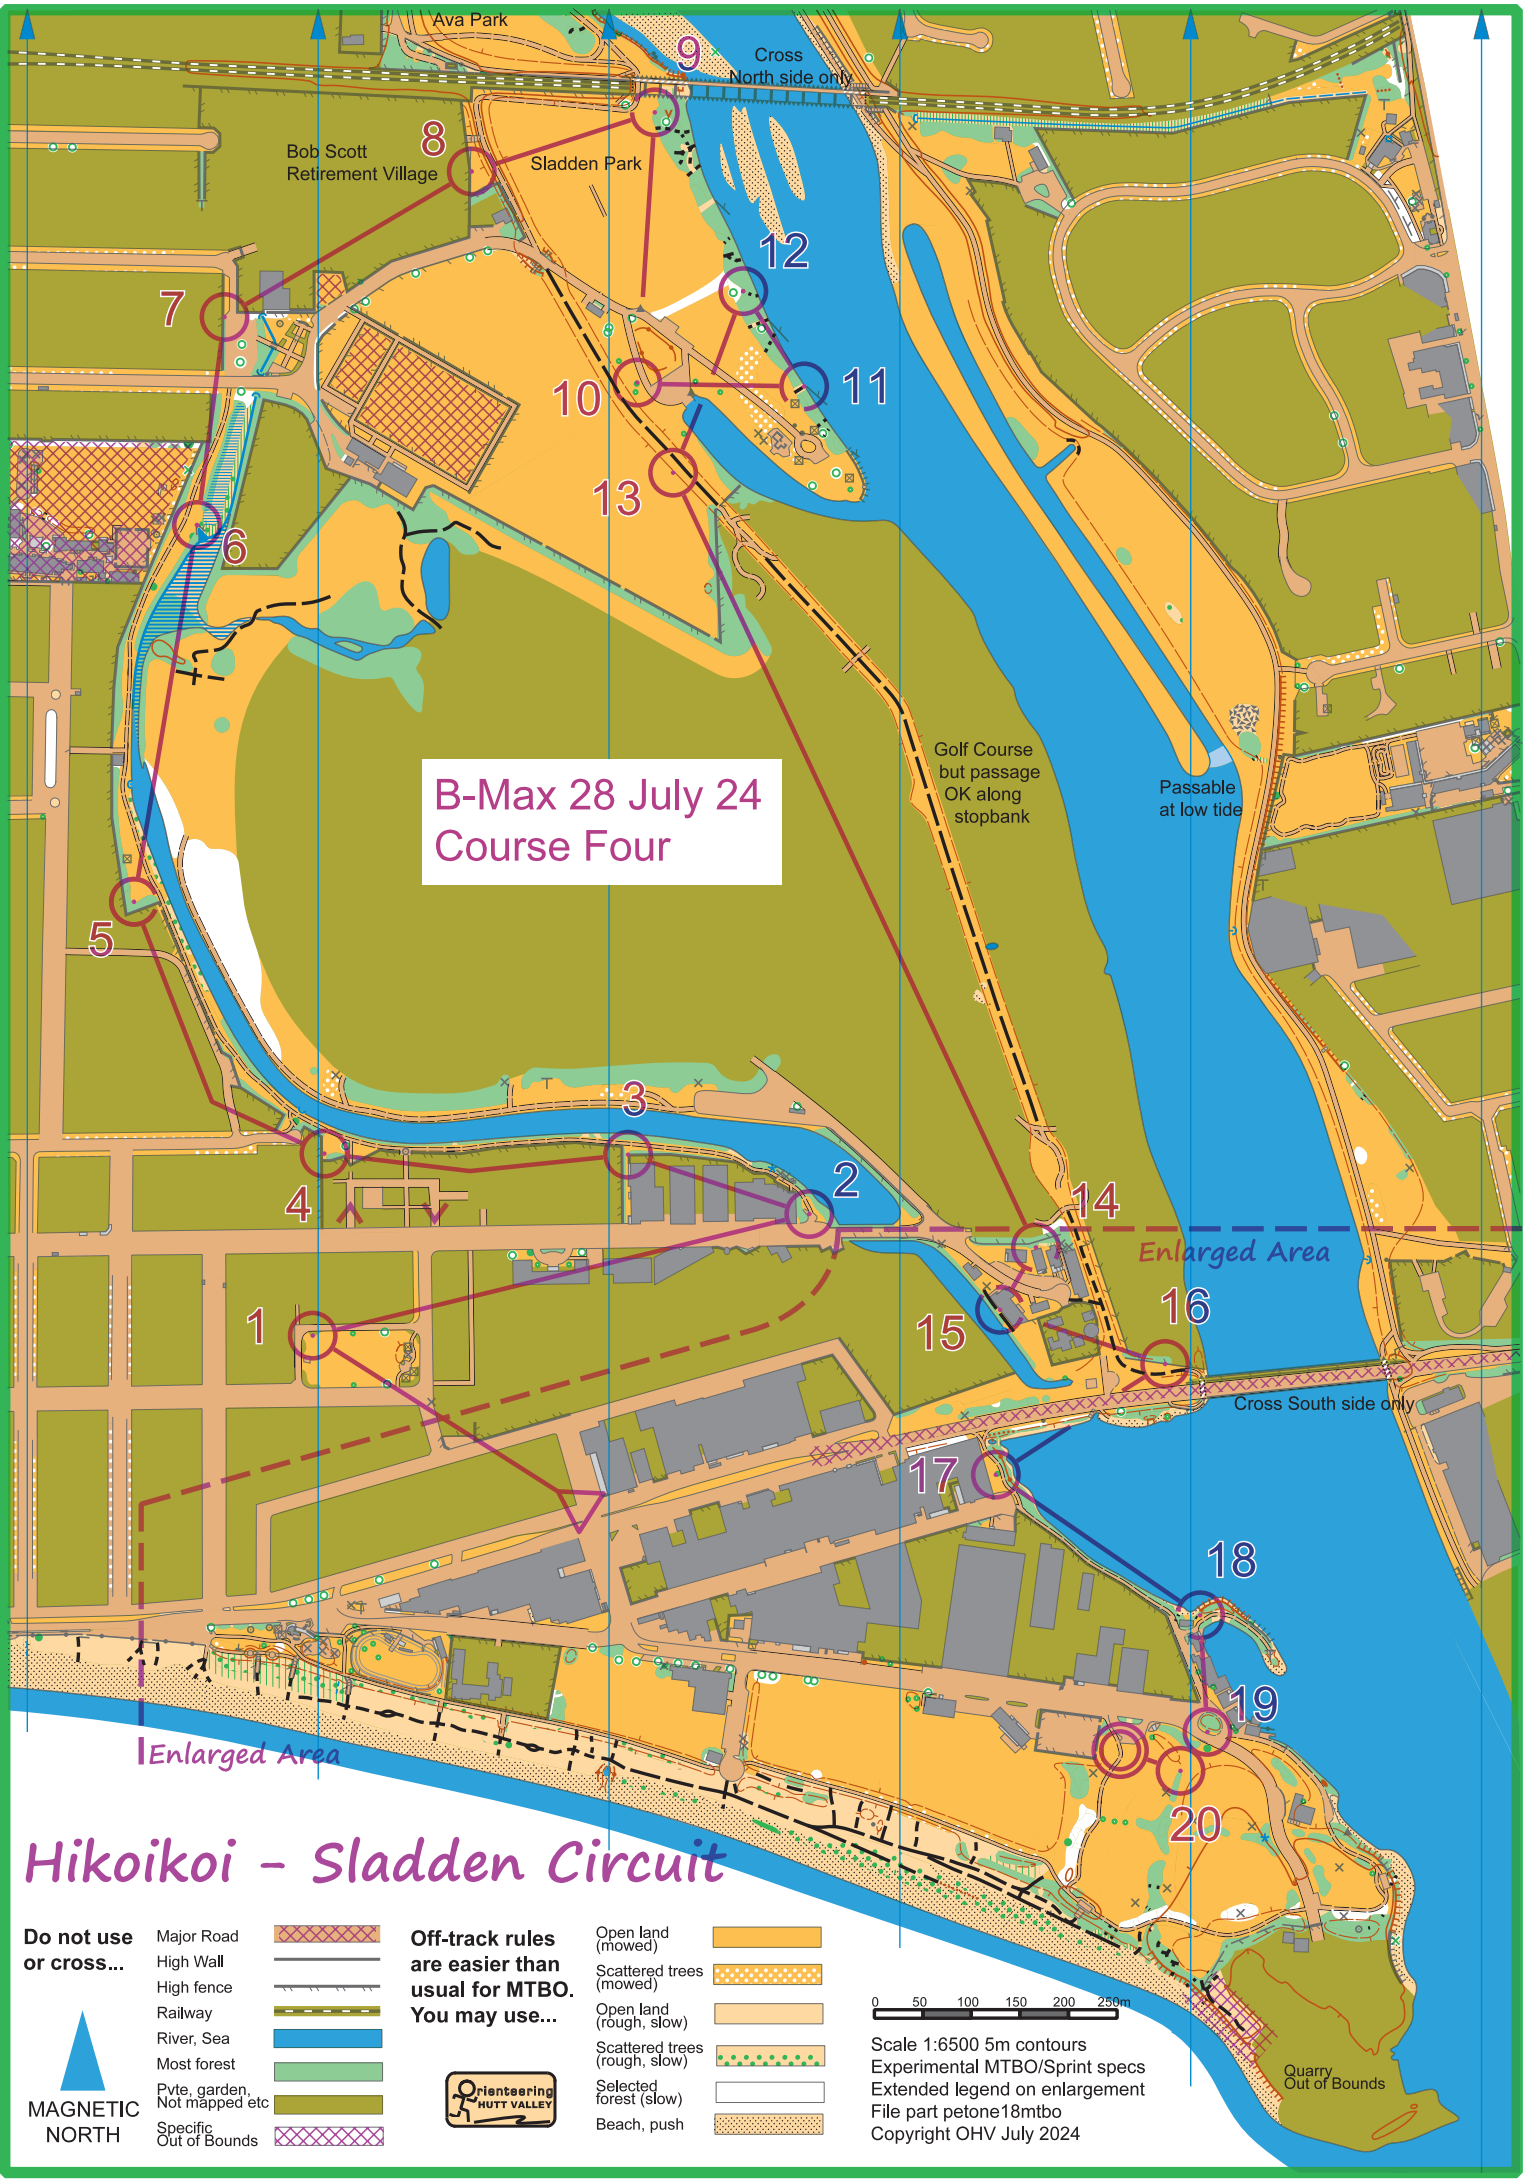 Ava Park
9
Cross
North side only
8
Bob Scott
Retirement Village
Sladden Park
12
7
10
11
13
6
Golf Course
but passage
OK along
stopbank
Passable
at low tide
B-Max 28 July 24
Course Four
5
3
2
4
14
Enlarged Area
1
15
16
Cross South side only
17
18
19
Enlarged Area
20
Hikoikoi - Sladden Circuit
Do not use
or cross...
Major Road
High Wall
High fence
Railway
River, Sea
Most forest
Pvte, garden,
Not mapped etc
Specific
Out of Bounds
MAGNETIC
NORTH
Off-track rules
are easier than
usual for MTBO.
You may use...
Orienteering
HUTT VALLEY
Open land
(mowed)
Scattered trees
(mowed)
Open land
(rough, slow)
Scattered trees
(rough, slow)
Selected
forest (slow)
Beach, push
0 50 100 150 200 250m
Scale 1:6500 5m contours
Experimental MTBO/Sprint specs
Extended legend on enlargement
File part petone18mtbo
Copyright OHV July 2024
Quarry
Out of Bounds